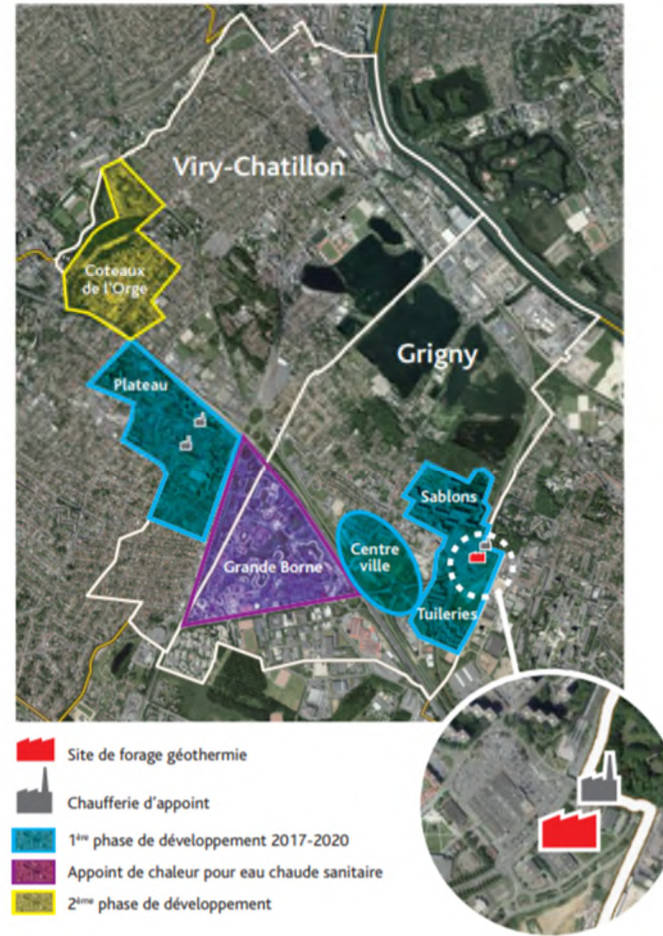 Viry-Chatillon
Coteaux
de l'Orge
Grigny
Plateau
Sablons
Centre
ville
Grande Borne
Tuileries
Site de forage géothermie
Chaufferie d'appoint
1ère phase de développement 2017-2020
Appoint de chaleur pour eau chaude sanitaire
2ème phase de développement